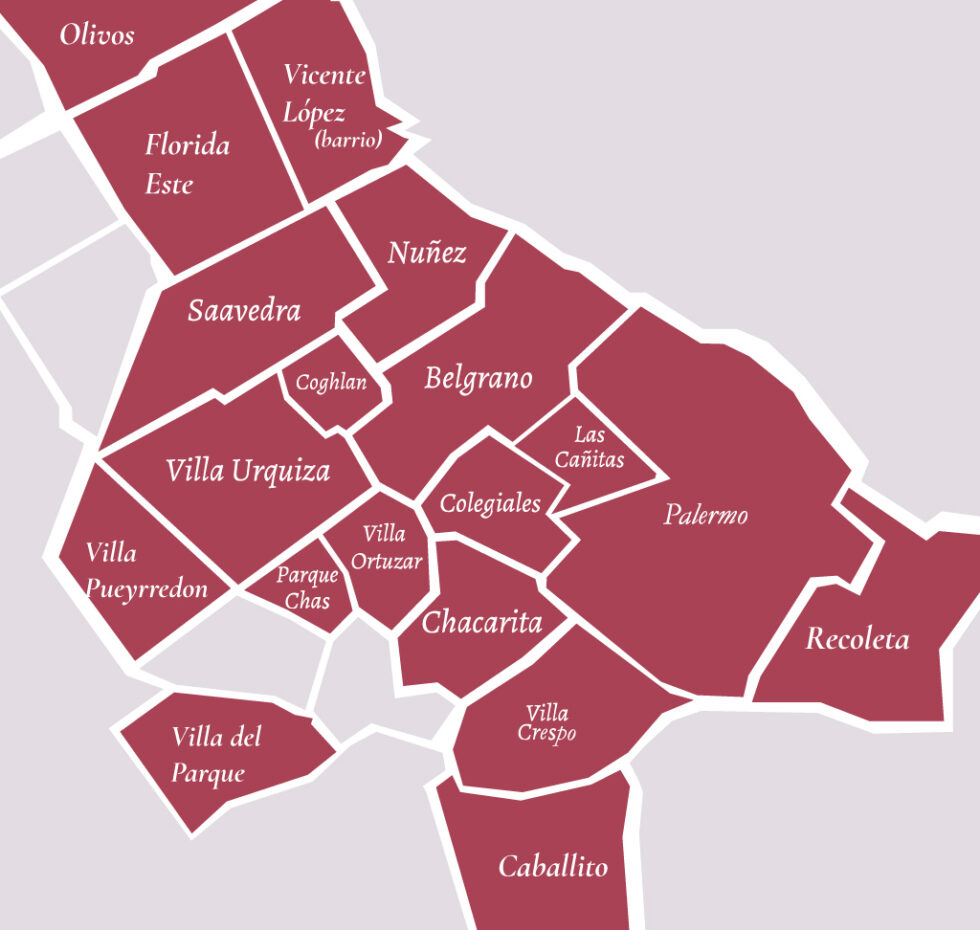 Olivos
Vicente
López
(barrio)
Florida
Este
Nuñez
Saavedra
Coghlan
Belgrano
Las
Cañitas
Villa Urquiza
Colegiales
Palermo
Villa
Ortuzar
Villa
Pueyrredon
Parque
Chas
Chacarita
Recoleta
Villa
Crespo
Villa del
Parque
Caballito